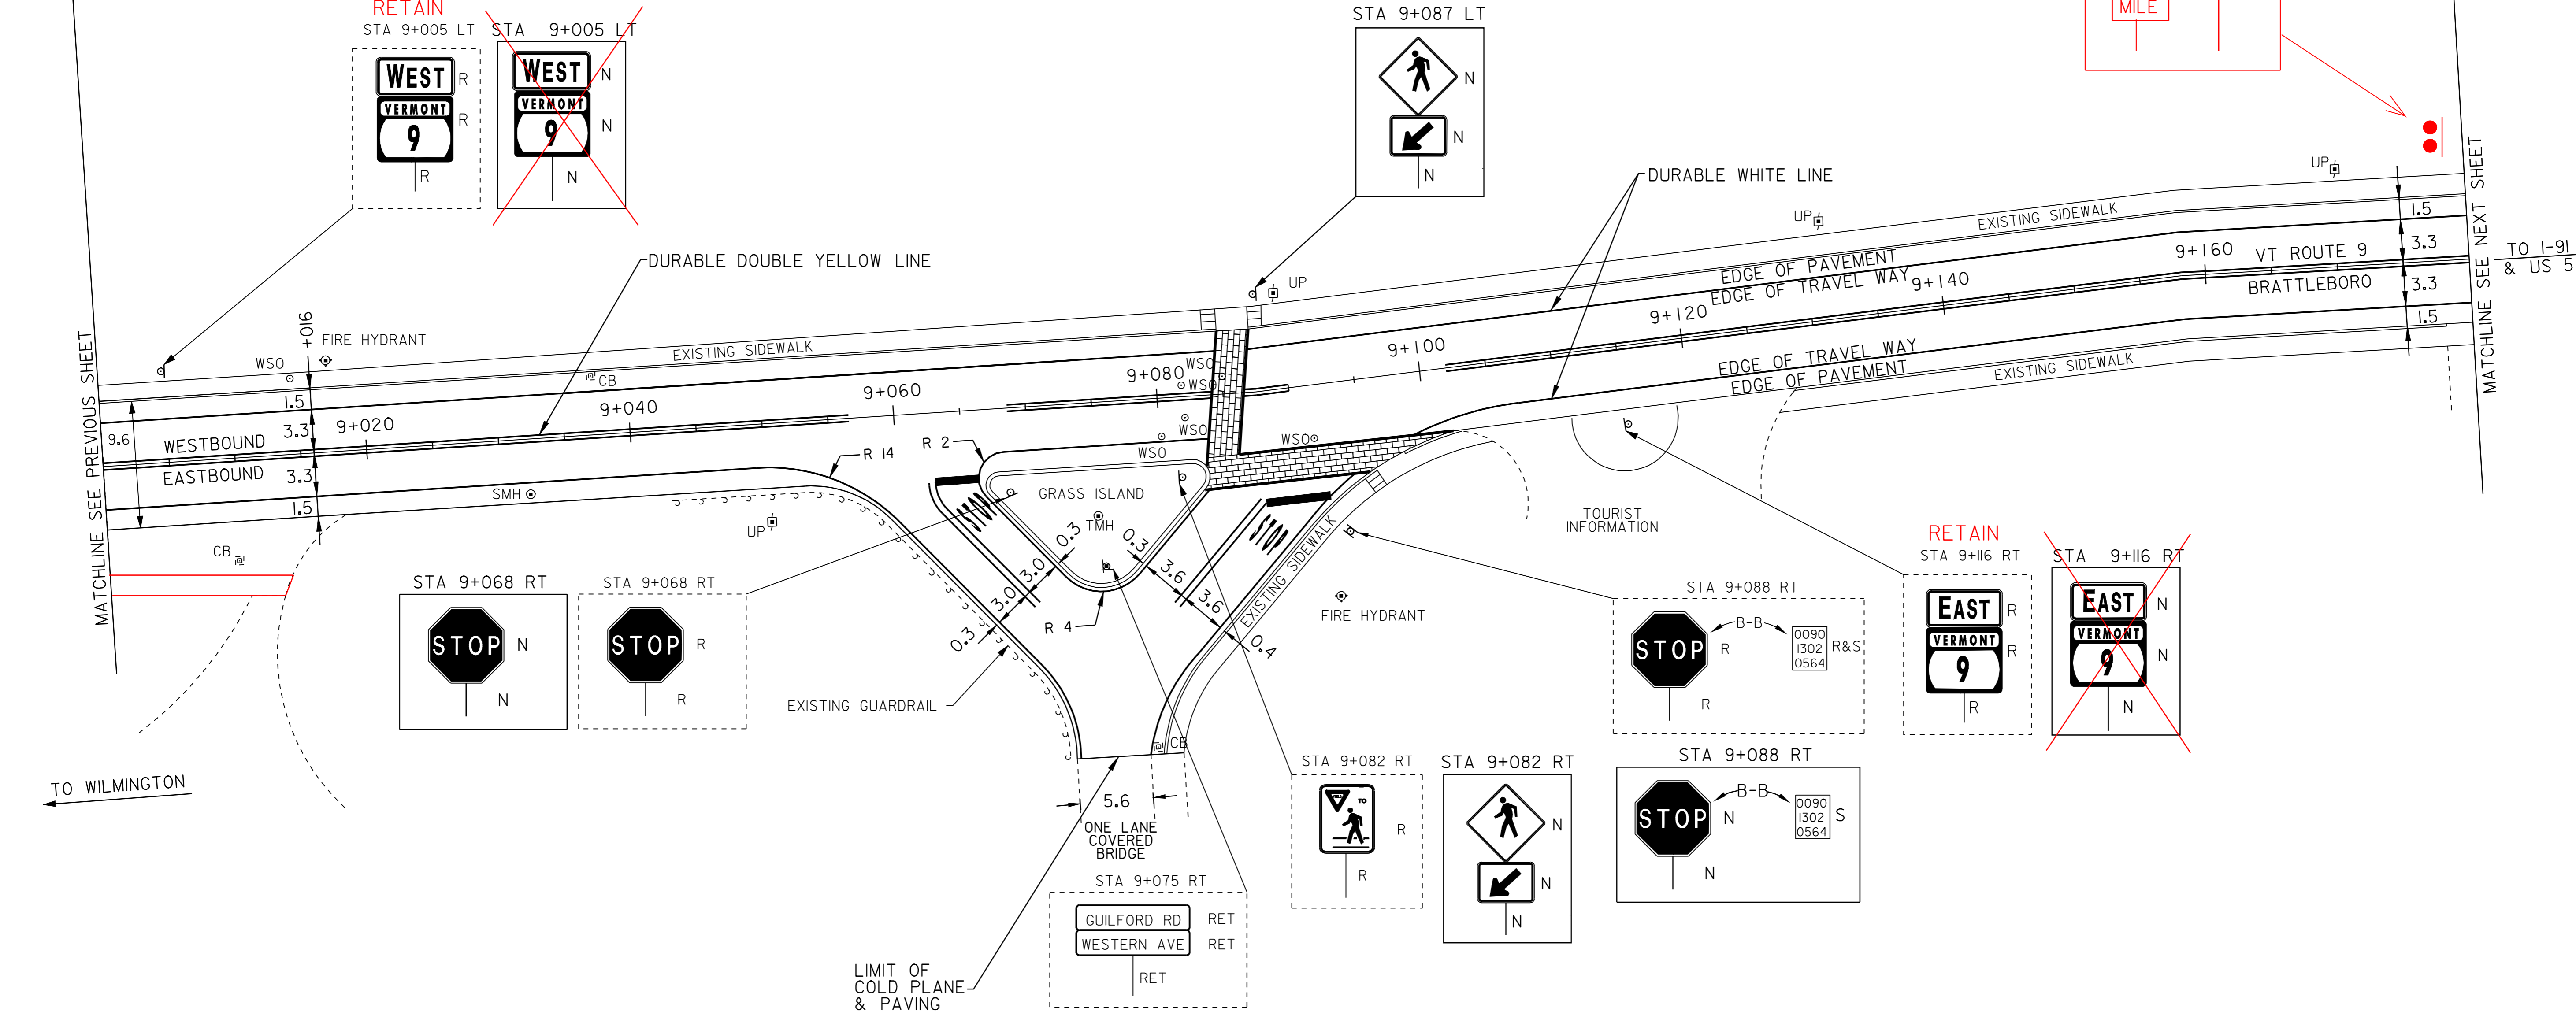 RETAIN
STA 9+005 LT
WEST R
VERMONT R
9
R
STA 9+005 LT
WEST N
VERMONT
9 N
N
STA 9+087 LT
N
N
N
MILE
DURABLE WHITE LINE
DURABLE DOUBLE YELLOW LINE
UP
UP
UP
EXISTING SIDEWALK
EDGE OF PAVEMENT
EDGE OF TRAVEL WAY
9+160
VT ROUTE 9
BRATTLEBORO
1.5
3.3
3.3
1.5
MATCHLINE SEE NEXT SHEET
TO I-91
& US 5
+016
FIRE HYDRANT
WSO
CB
EXISTING SIDEWALK
MATCHLINE SEE PREVIOUS SHEET
9.6
1.5
3.3
3.3
1.5
WESTBOUND
EASTBOUND
9+020
9+040
9+060
9+080
9+100
9+120
9+140
WSO
WSO
WSO
WSO
WSO
EDGE OF TRAVEL WAY
EDGE OF PAVEMENT
EXISTING SIDEWALK
R 14
R 2
SMH
UP
CB
GRASS ISLAND
TMH
STOP
STOP
0.3
0.3
3.0
3.0
0.3
3.6
3.6
0.4
R 4
EXISTING SIDEWALK
TOURIST
INFORMATION
FIRE HYDRANT
STA 9+068 RT
STOP N
N
STA 9+068 RT
STOP R
R
EXISTING GUARDRAIL
STA 9+088 RT
STOP R
B-B
0090
1302
0564
R&S
R
RETAIN
STA 9+116 RT
EAST R
VERMONT R
9
R
STA 9+116 RT
EAST N
VERMONT
9 N
N
TO WILMINGTON
CB
5.6
ONE LANE
COVERED
BRIDGE
STA 9+082 RT
TO
R
R
STA 9+082 RT
N
N
N
STA 9+088 RT
STOP N
B-B
0090
1302
0564
S
N
STA 9+075 RT
GUILFORD RD RET
WESTERN AVE RET
RET
LIMIT OF
COLD PLANE
& PAVING